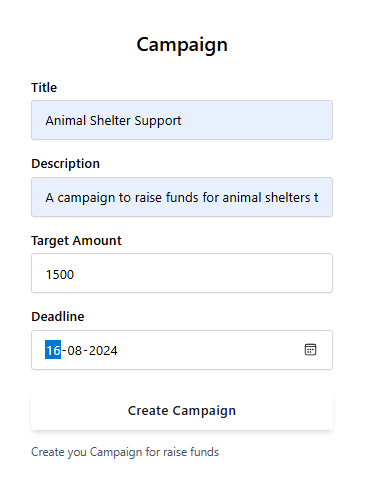 Campaign
Title
Animal Shelter Support
Description
A campaign to raise funds for animal shelters t
Target Amount
1500
Deadline
16-08-2024
Create Campaign
Create you Campaign for raise funds